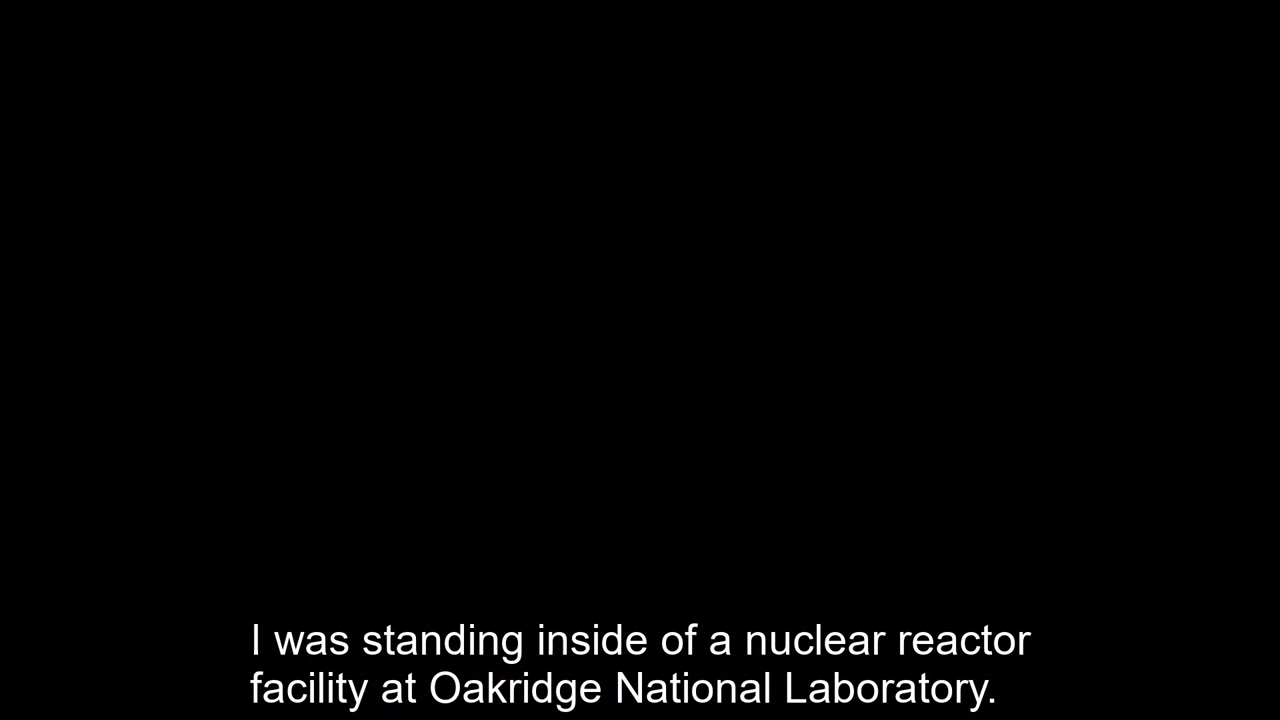 I was standing inside of a nuclear reactor
facility at Oakridge National Laboratory.